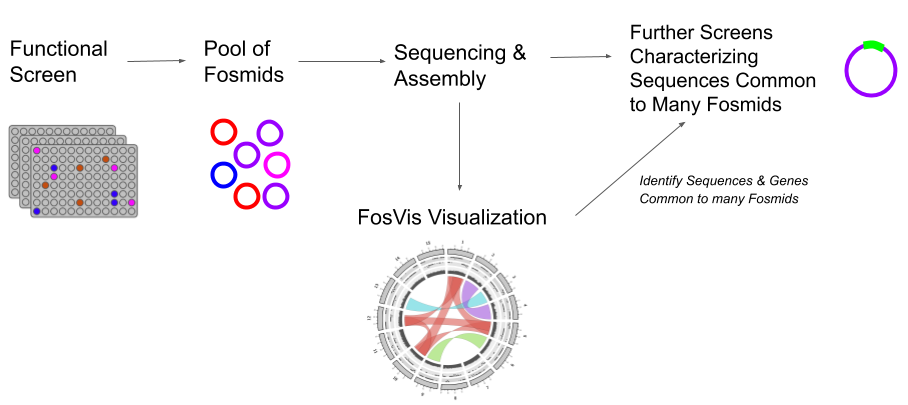 Functional
Screen
Pool of
Fosmids
Sequencing &
Assembly
Further Screens
Characterizing
Sequences Common
to Many Fosmids
Identify Sequences & Genes
Common to many Fosmids
FosVis Visualization